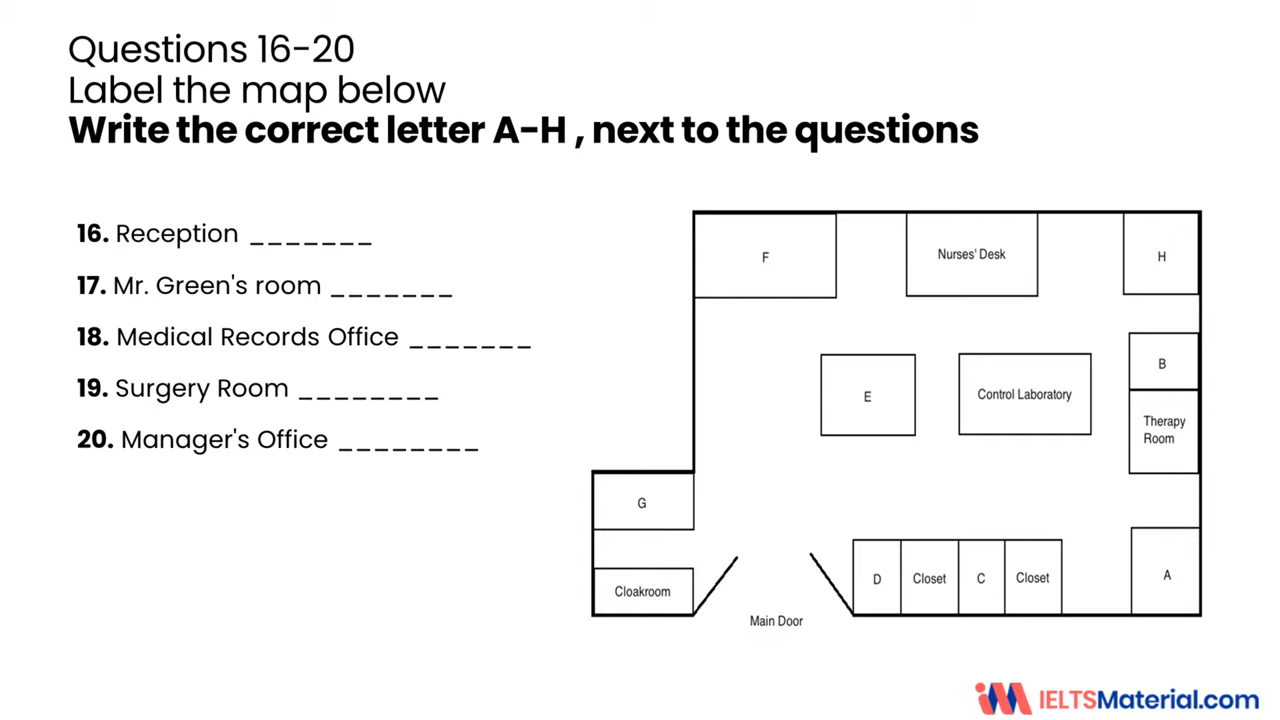 Questions 16-20
Label the map below
Write the correct letter A-H , next to the questions
16. Reception _______
17. Mr. Green's room _______
18. Medical Records Office _______
19. Surgery Room ________
20. Manager's Office ________
F
Nurses' Desk
H
E
Control Laboratory
B
Therapy
Room
G
Cloakroom
D
Closet
C
Closet
A
Main Door
IELTSMaterial.com